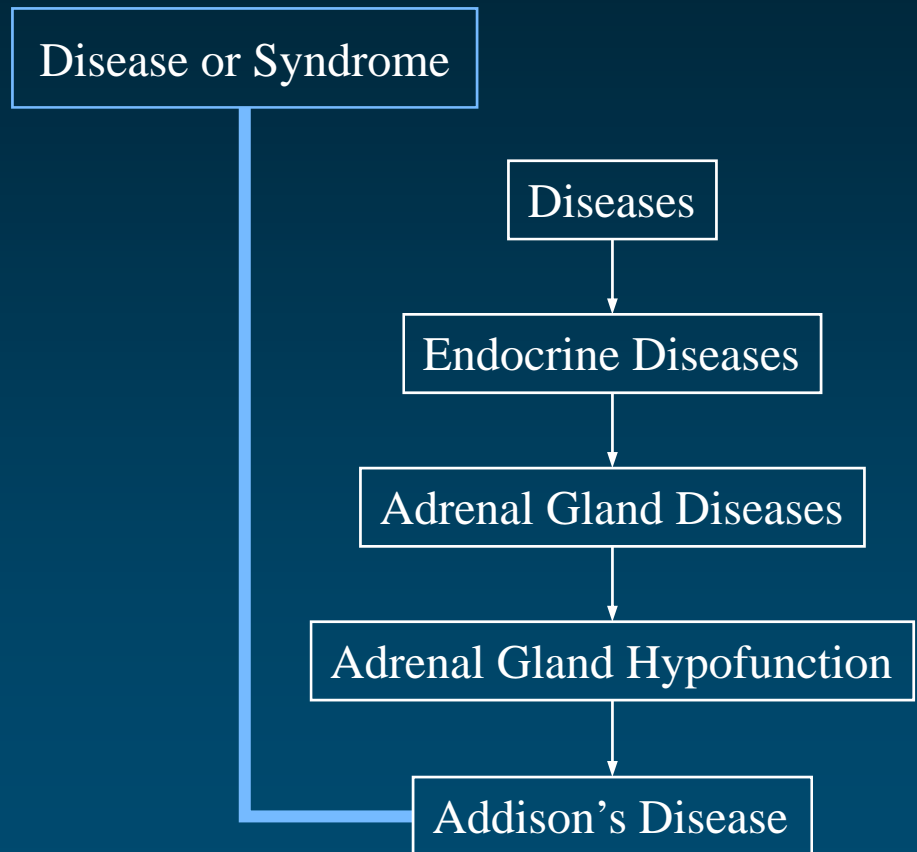 Disease or Syndrome
Diseases
Endocrine Diseases
Adrenal Gland Diseases
Adrenal Gland Hypofunction
Addison’s Disease